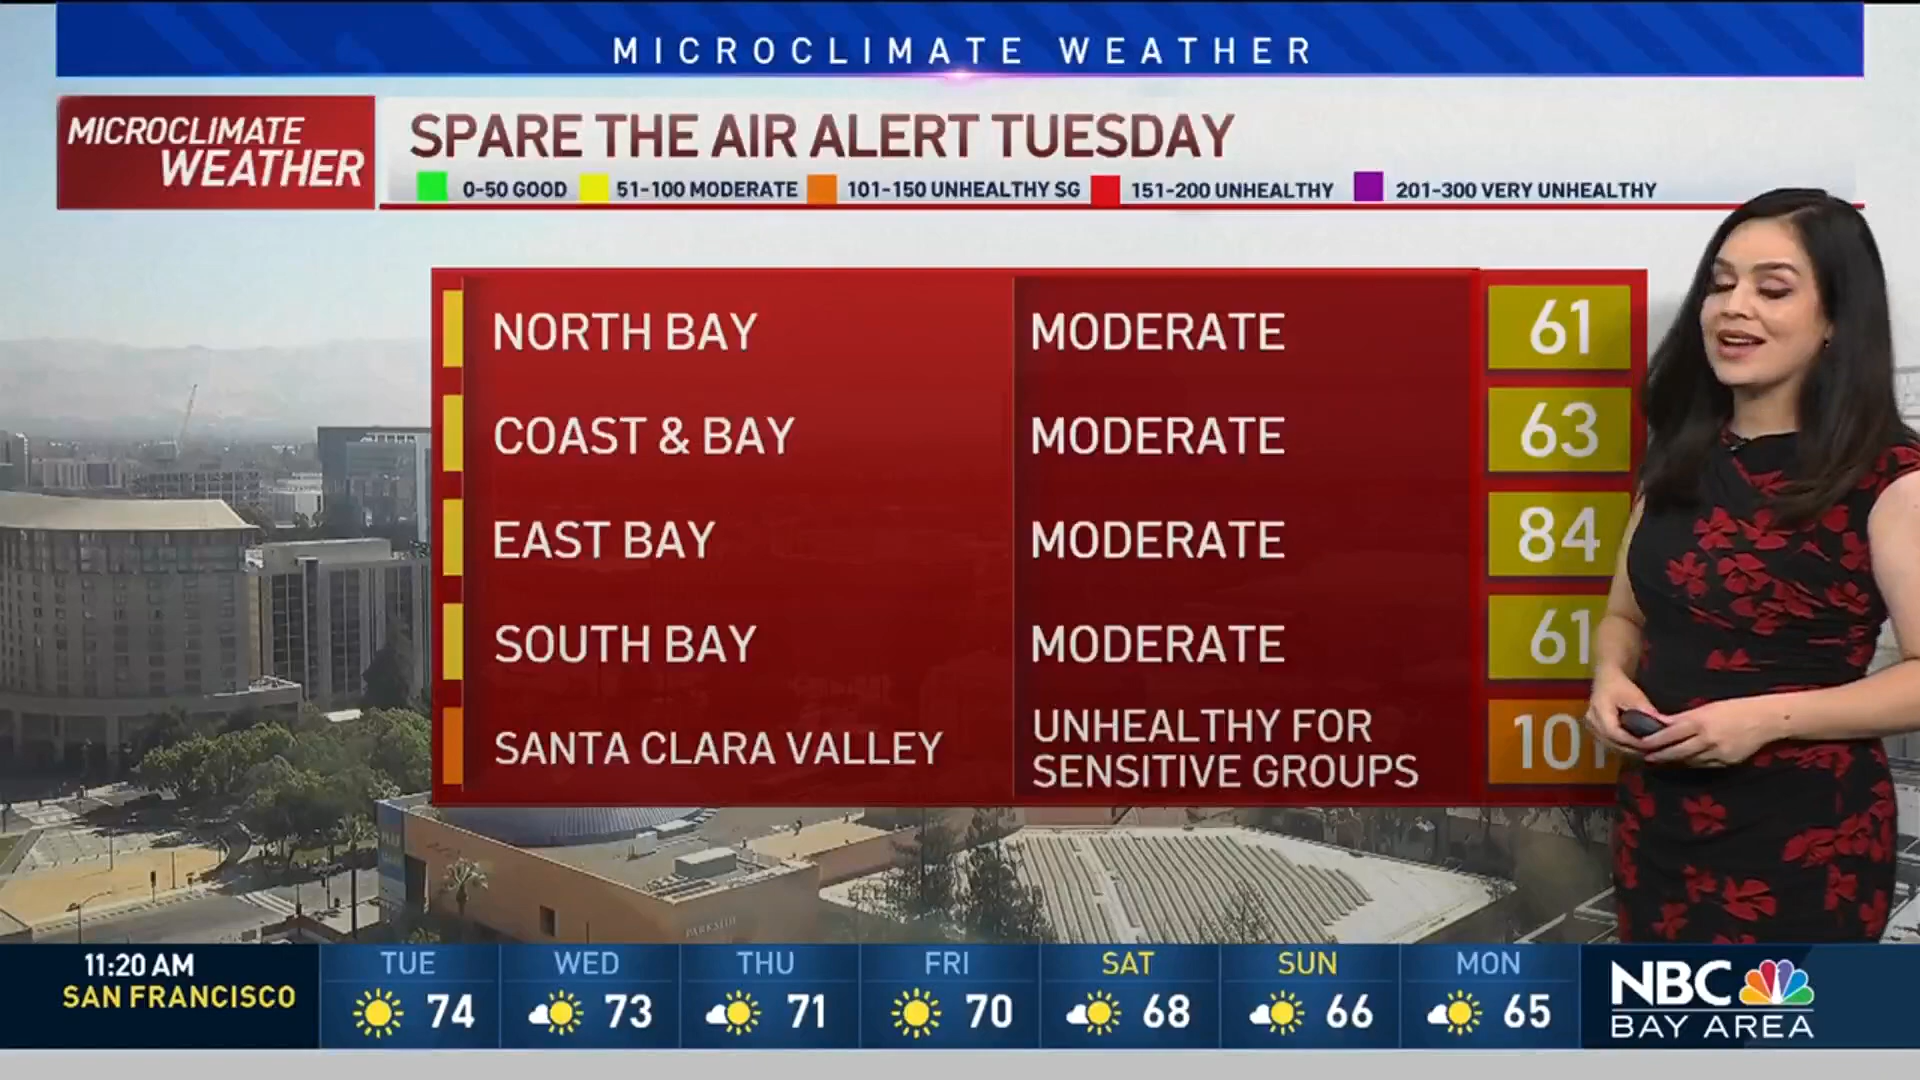 MICROCLIMATE WEATHER
MICROCLIMATE
WEATHER
SPARE THE AIR ALERT TUESDAY
0-50 GOOD 51-100 MODERATE 101-150 UNHEALTHY SG 151-200 UNHEALTHY 201-300 VERY UNHEALTHY
NORTH BAY MODERATE 61
COAST & BAY MODERATE 63
EAST BAY MODERATE 84
SOUTH BAY MODERATE 61
SANTA CLARA VALLEY UNHEALTHY FOR
SENSITIVE GROUPS 101
PARKSIDE
11:20 AM
SAN FRANCISCO
TUE WED THU FRI SAT SUN MON
74 73 71 70 68 66 65
NBC
BAY AREA